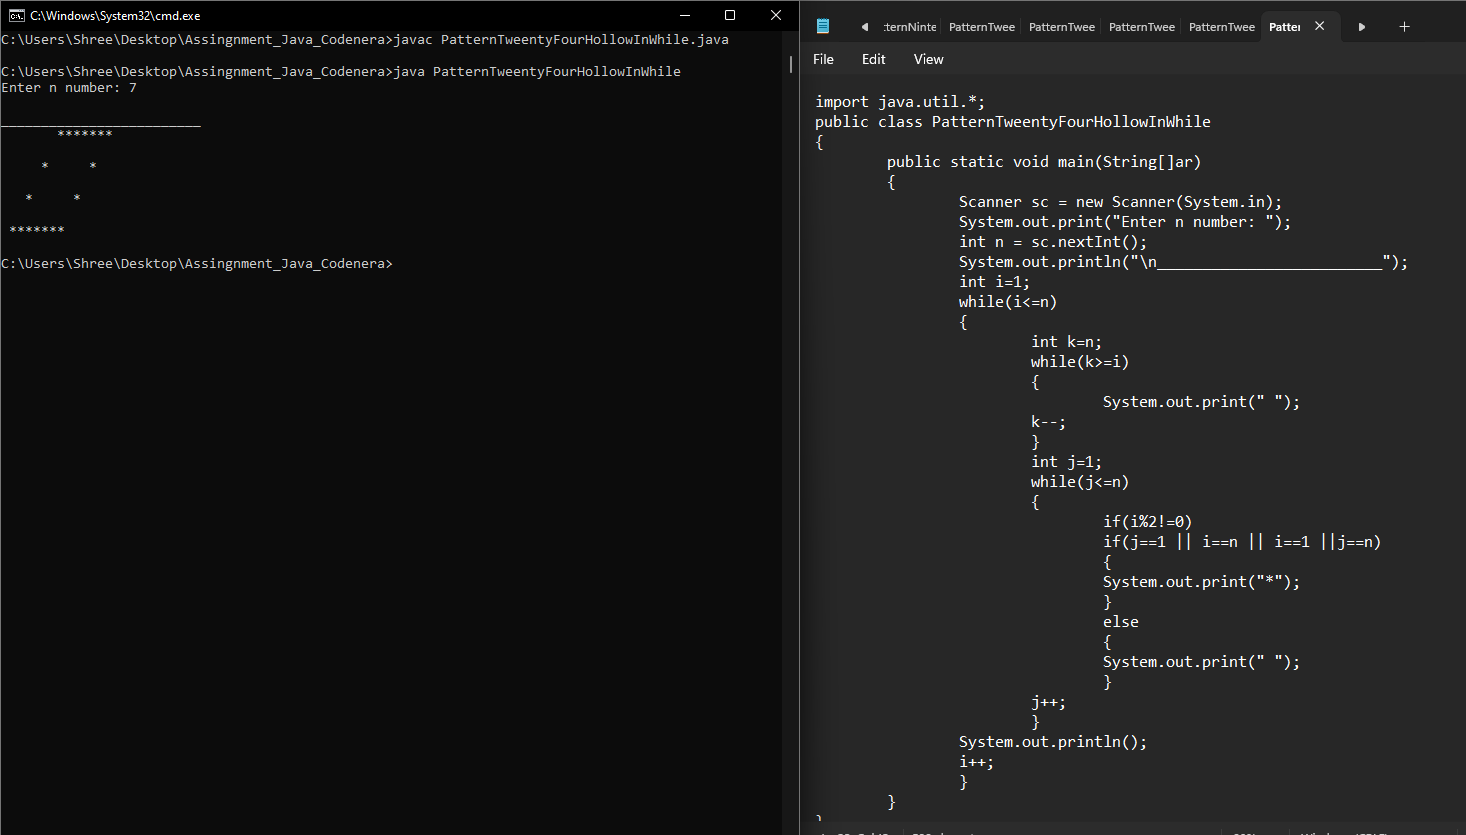 C:\Windows\System32\cmd.exe
C:\Users\Shree\Desktop\Assingnment_Java_Codenera>javac PatternTweentyFourHollowInWhile.java
C:\Users\Shree\Desktop\Assingnment_Java_Codenera>java PatternTweentyFourHollowInWhile
Enter n number: 7
_________________________
       *******
     *     *
   *     *
 *******
C:\Users\Shree\Desktop\Assingnment_Java_Codenera>
ternNinte PatternTwee PatternTwee PatternTwee PatternTwee Patter
File Edit View
import java.util.*;
public class PatternTweentyFourHollowInWhile
{
public static void main(String[]ar)
{
Scanner sc = new Scanner(System.in);
System.out.print("Enter n number: ");
int n = sc.nextInt();
System.out.println("\n_________________________");
int i=1;
while(i<=n)
{
int k=n;
while(k>=i)
{
System.out.print(" ");
k--;
}
int j=1;
while(j<=n)
{
if(i%2!=0)
if(j==1 || i==n || i==1 ||j==n)
{
System.out.print("*");
}
else
{
System.out.print(" ");
}
j++;
}
System.out.println();
i++;
}
}